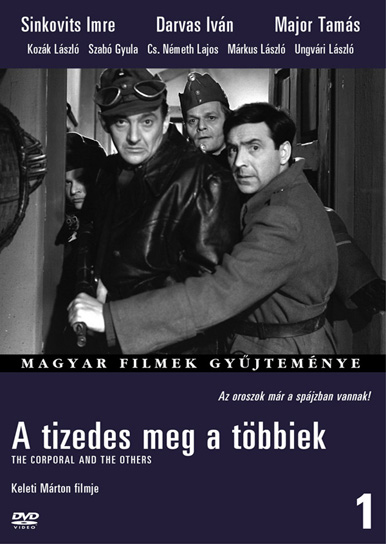 Sinkovits Imre Darvas Iván Major Tamás
Kozák László Szabó Gyula Cs. Németh Lajos Márkus László Ungvári László
MAGYAR FILMEK GYŰJTEMÉNYE
Az oroszok már a spájzban vannak!
A tizedes meg a többiek
THE CORPORAL AND THE OTHERS
Keleti Márton filmje
DVD
VIDEO
1